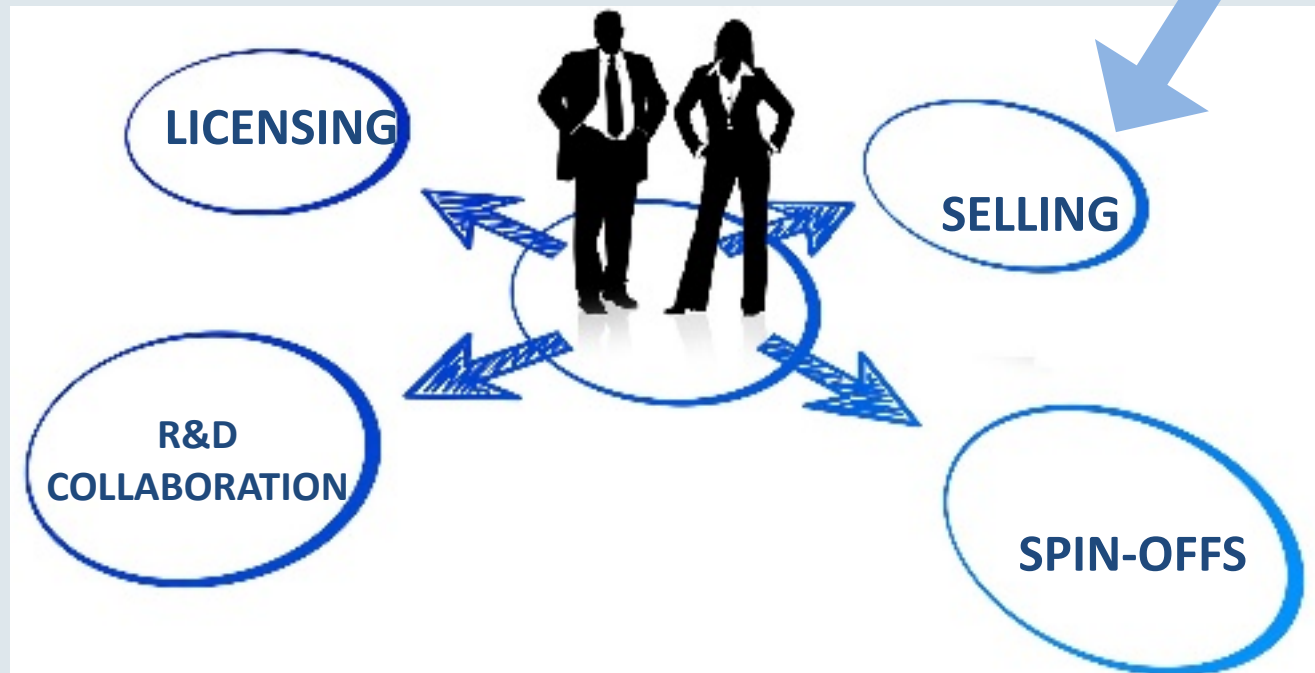 LICENSING
SELLING
R&D
COLLABORATION
SPIN-OFFS